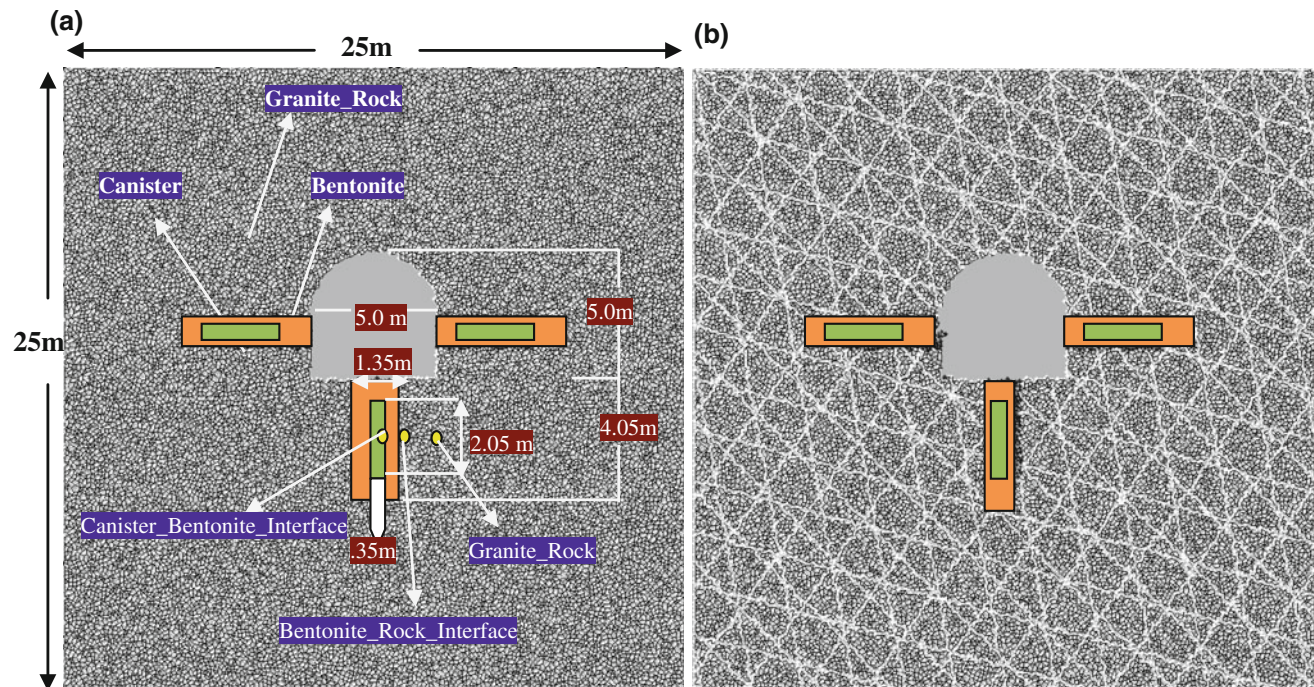 (a)
(b)
25m
Granite_Rock
Canister
Bentonite
5.0 m
5.0m
25m
1.35m
2.05 m
4.05m
Canister_Bentonite_Interface
.35m
Granite_Rock
Bentonite_Rock_Interface